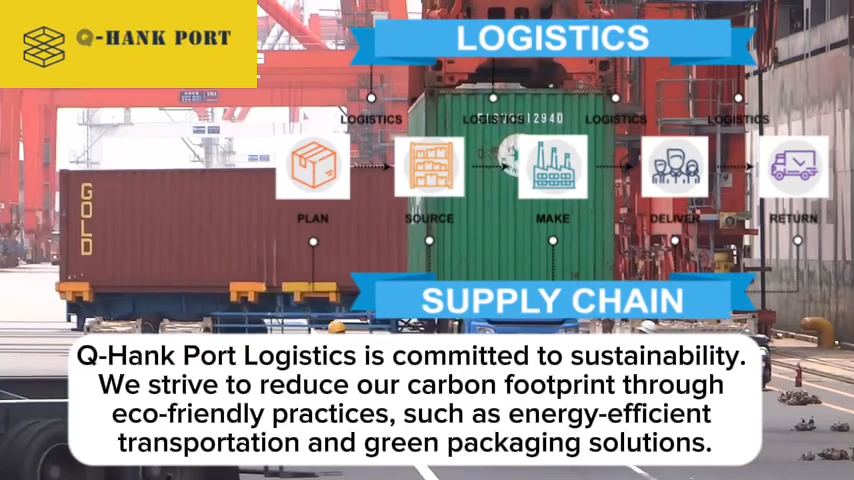 Q-HANK PORT
LOGISTICS
LOGISTICS LOGISTICS LOGISTICS LOGISTICS
12940
GOLD
PLAN SOURCE MAKE DELIVER RETURN
SUPPLY CHAIN
Q-Hank Port Logistics is committed to sustainability.
We strive to reduce our carbon footprint through
eco-friendly practices, such as energy-efficient
transportation and green packaging solutions.